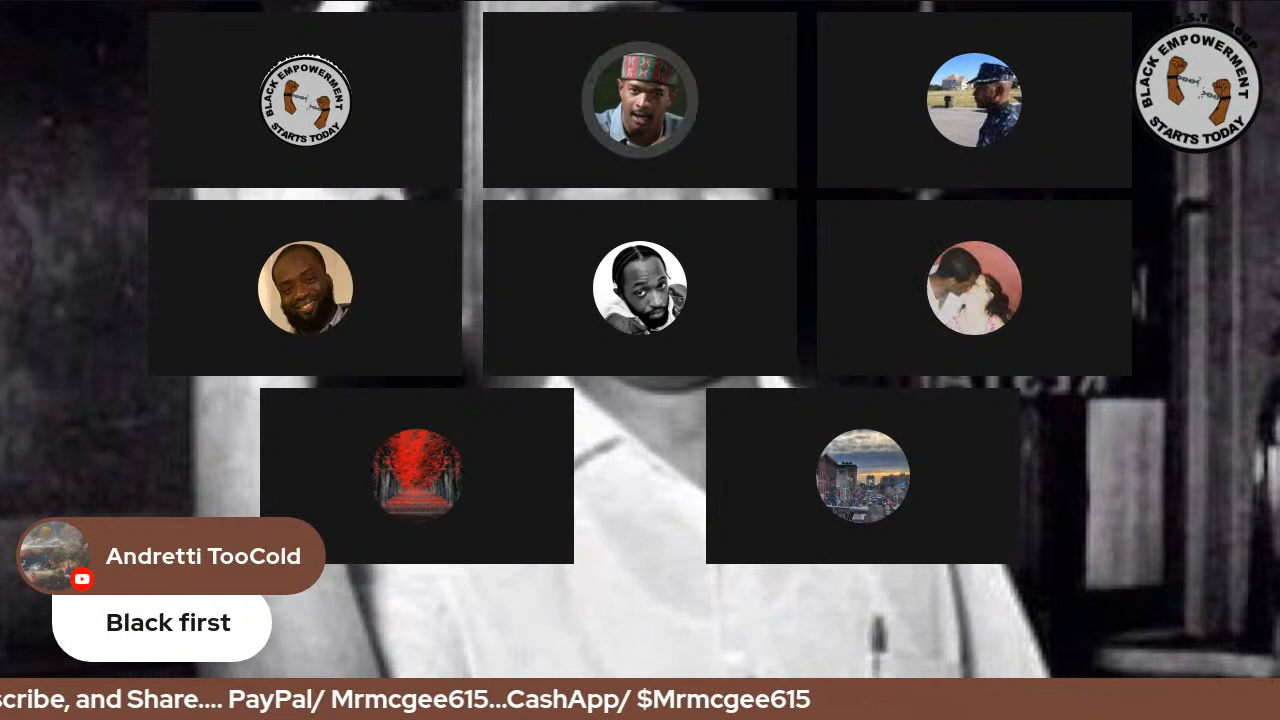 BLACK EMPOWERMENT
STARTS TODAY
BLACK EMPOWERMENT
STARTS TODAY
Andretti TooCold
Black first
scribe, and Share.... PayPal/ Mrmcgee615...CashApp/ $Mrmcgee615